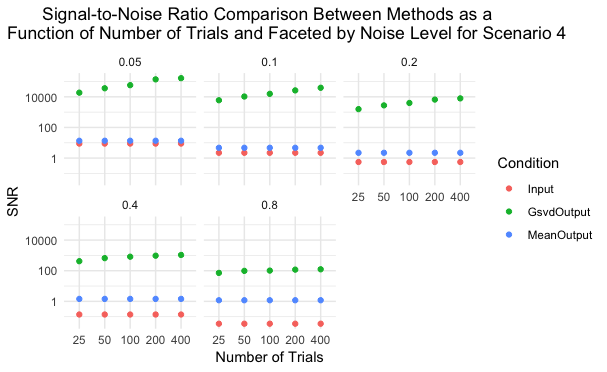 Signal-to-Noise Ratio Comparison Between Methods as a
Function of Number of Trials and Faceted by Noise Level for Scenario 4
0.05 0.1 0.2
10000
100
1
25 50 100 200 400
0.4 0.8
10000
100
1
25 50 100 200 400 25 50 100 200 400
SNR
Number of Trials
Condition
Input
GsvdOutput
MeanOutput